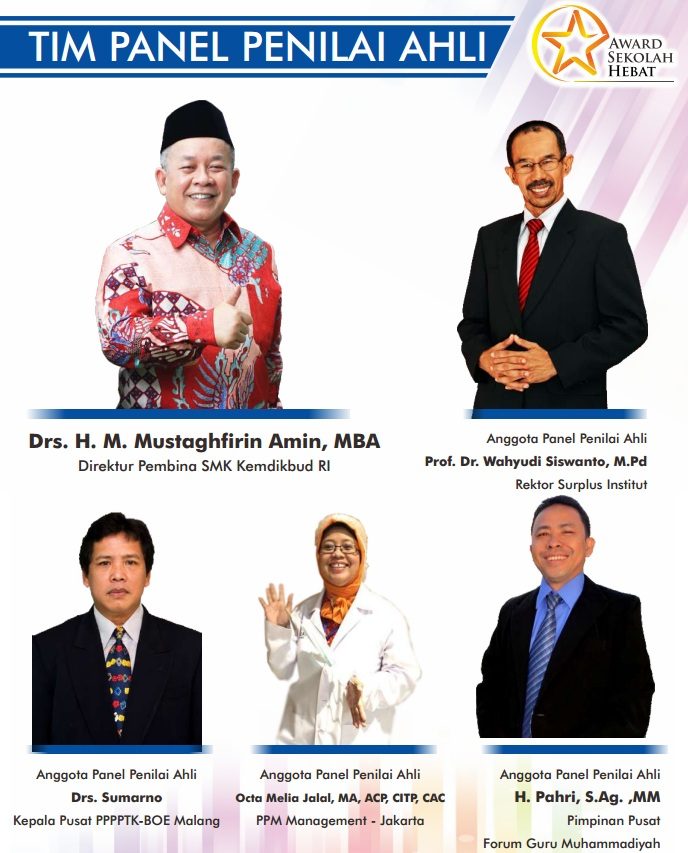 TIM PANEL PENILAI AHLI
AWARD
SEKOLAH
HEBAT
Drs. H. M. Mustaghfirin Amin, MBA
Direktur Pembina SMK Kemdikbud RI
Anggota Panel Penilai Ahli
Prof. Dr. Wahyudi Siswanto, M.Pd
Rektor Surplus Institut
Anggota Panel Penilai Ahli
Drs. Sumarno
Kepala Pusat PPPPTK-BOE Malang
Anggota Panel Penilai Ahli
Octa Melia Jalal, MA, ACP, CITP, CAC
PPM Management - Jakarta
Anggota Panel Penilai Ahli
H. Pahri, S.Ag. ,MM
Pimpinan Pusat
Forum Guru Muhammadiyah